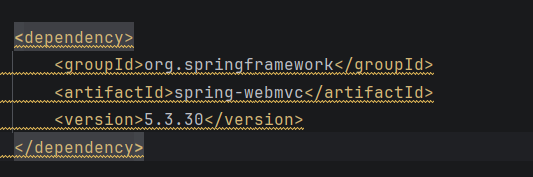 <dependency>
<groupId>org.springframework</groupId>
<artifactId>spring-webmvc</artifactId>
<version>5.3.30</version>
</dependency>